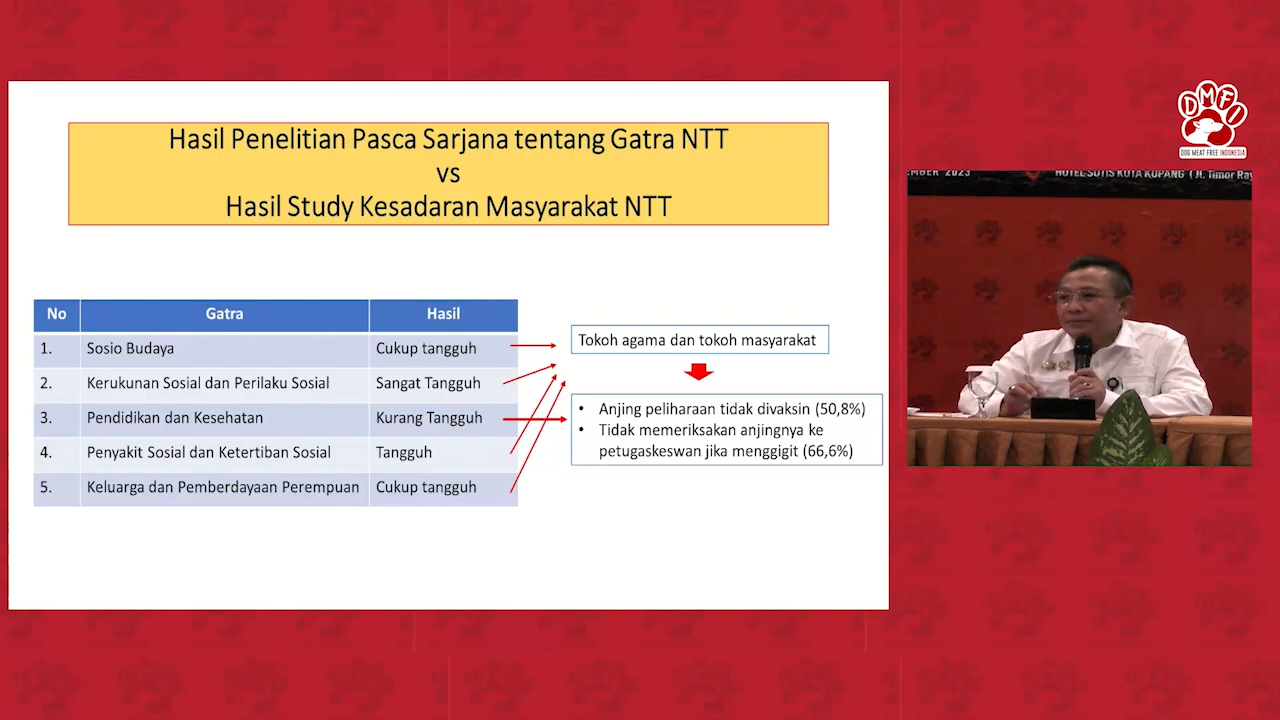 Hasil Penelitian Pasca Sarjana tentang Gatra NTT
vs
Hasil Study Kesadaran Masyarakat NTT
No Gatra Hasil
1. Sosio Budaya Cukup tangguh
2. Kerukunan Sosial dan Perilaku Sosial Sangat Tangguh
3. Pendidikan dan Kesehatan Kurang Tangguh
4. Penyakit Sosial dan Ketertiban Sosial Tangguh
5. Keluarga dan Pemberdayaan Perempuan Cukup tangguh
Tokoh agama dan tokoh masyarakat
• Anjing peliharaan tidak divaksin (50,8%)
• Tidak memeriksakan anjingnya ke
petugaskeswan jika menggigit (66,6%)
DMFI
DOG MEAT FREE INDONESIA
2023 HOTEL SOTIS KOTA KUPANG ( Jl. Timor